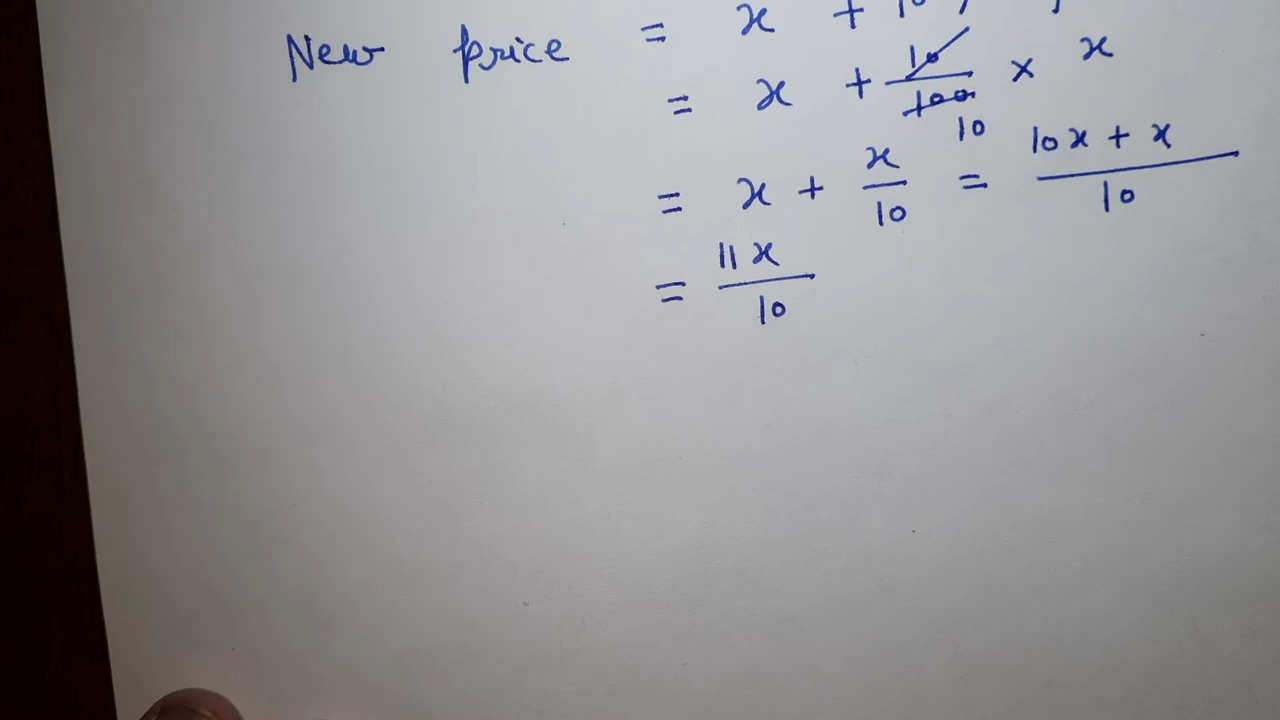 New price = x + 10
= x + 10/100 × x
10
= x + x/10 = 10x + x/10
= 11x/10